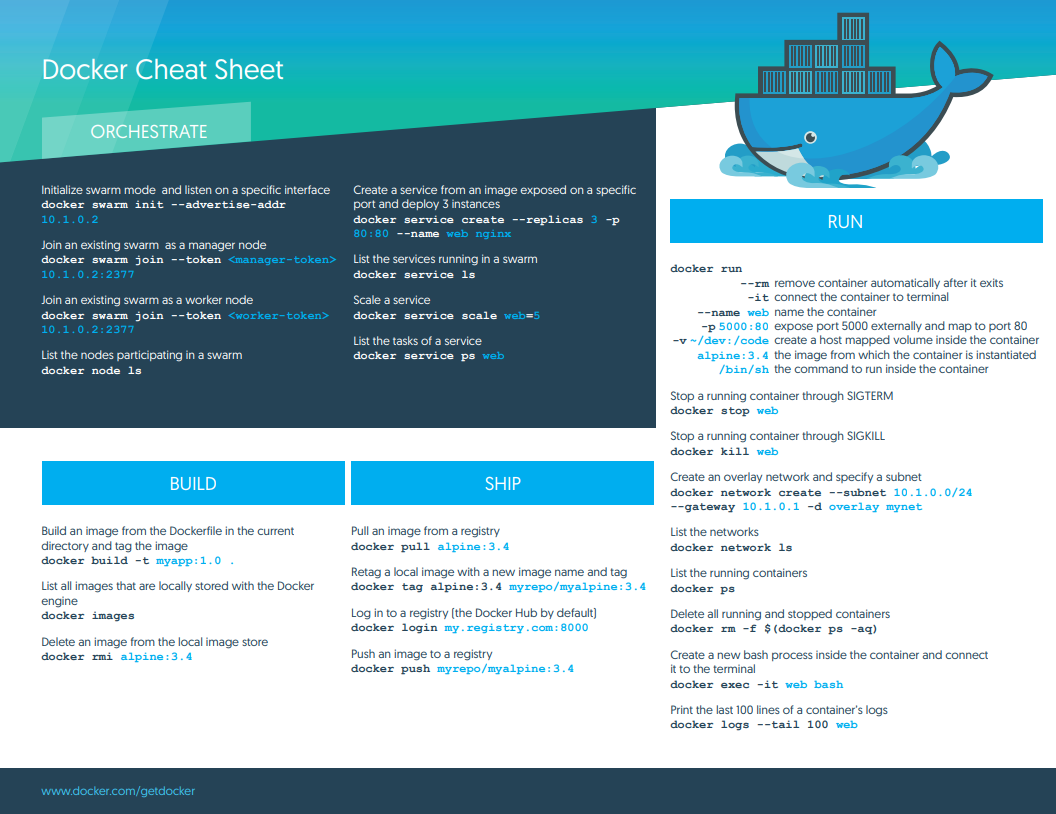 Docker Cheat Sheet
ORCHESTRATE
Initialize swarm mode and listen on a specific interface
docker swarm init --advertise-addr
10.1.0.2
Join an existing swarm as a manager node
docker swarm join --token <manager-token>
10.1.0.2:2377
Join an existing swarm as a worker node
docker swarm join --token <worker-token>
10.1.0.2:2377
List the nodes participating in a swarm
docker node ls
Create a service from an image exposed on a specific
port and deploy 3 instances
docker service create --replicas 3 -p
80:80 --name web nginx
List the services running in a swarm
docker service ls
Scale a service
docker service scale web=5
List the tasks of a service
docker service ps web
BUILD
Build an image from the Dockerfile in the current
directory and tag the image
docker build -t myapp:1.0 .
List all images that are locally stored with the Docker
engine
docker images
Delete an image from the local image store
docker rmi alpine:3.4
SHIP
Pull an image from a registry
docker pull alpine:3.4
Retag a local image with a new image name and tag
docker tag alpine:3.4 myrepo/myalpine:3.4
Log in to a registry (the Docker Hub by default)
docker login my.registry.com:8000
Push an image to a registry
docker push myrepo/myalpine:3.4
RUN
docker run
--rm remove container automatically after it exits
-it connect the container to terminal
--name web name the container
-p 5000:80 expose port 5000 externally and map to port 80
-v ~/dev:/code create a host mapped volume inside the container
alpine:3.4 the image from which the container is instantiated
/bin/sh the command to run inside the container
Stop a running container through SIGTERM
docker stop web
Stop a running container through SIGKILL
docker kill web
Create an overlay network and specify a subnet
docker network create --subnet 10.1.0.0/24
--gateway 10.1.0.1 -d overlay mynet
List the networks
docker network ls
List the running containers
docker ps
Delete all running and stopped containers
docker rm -f $(docker ps -aq)
Create a new bash process inside the container and connect
it to the terminal
docker exec -it web bash
Print the last 100 lines of a container's logs
docker logs --tail 100 web
www.docker.com/getdocker